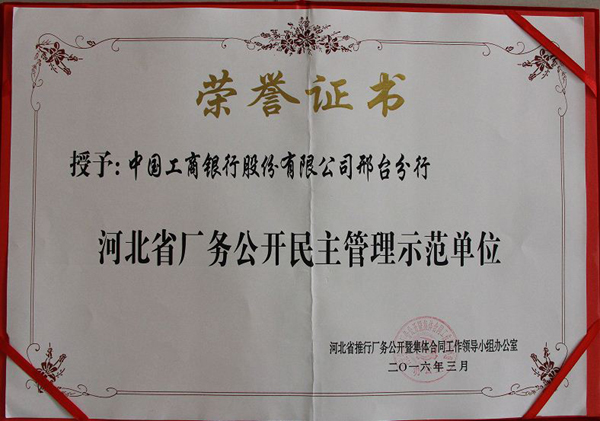 荣誉证书
授予:中国工商银行股份有限公司邢台分行
河北省厂务公开民主管理示范单位
河北省推行厂务公开暨集体合同工作领导小组办公室
二〇一六年三月